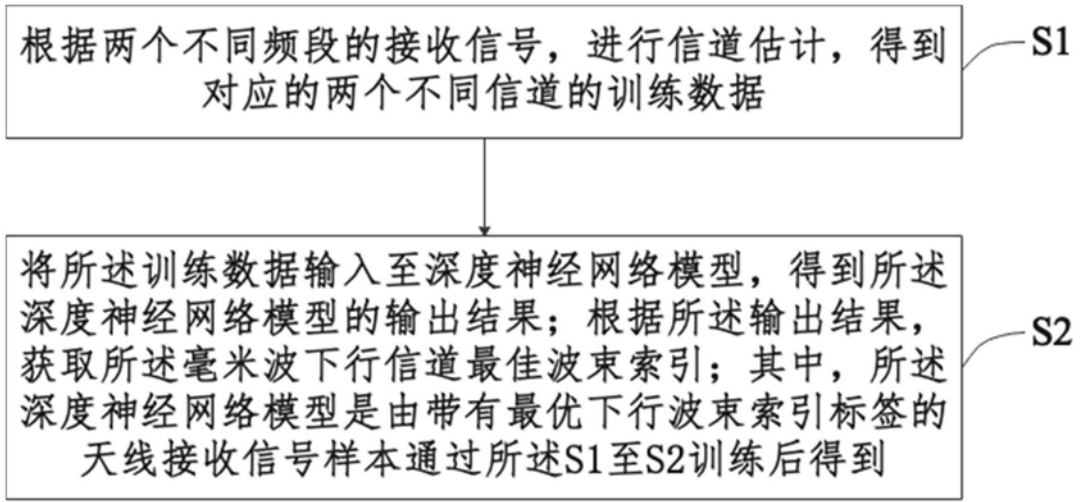 根据两个不同频段的接收信号，进行信道估计，得到
对应的两个不同信道的训练数据
S1
将所述训练数据输入至深度神经网络模型，得到所述
深度神经网络模型的输出结果；根据所述输出结果，
获取所述毫米波下行信道最佳波束索引；其中，所述
深度神经网络模型是由带有最优下行波束索引标签的
天线接收信号样本通过所述S1至S2训练后得到
S2